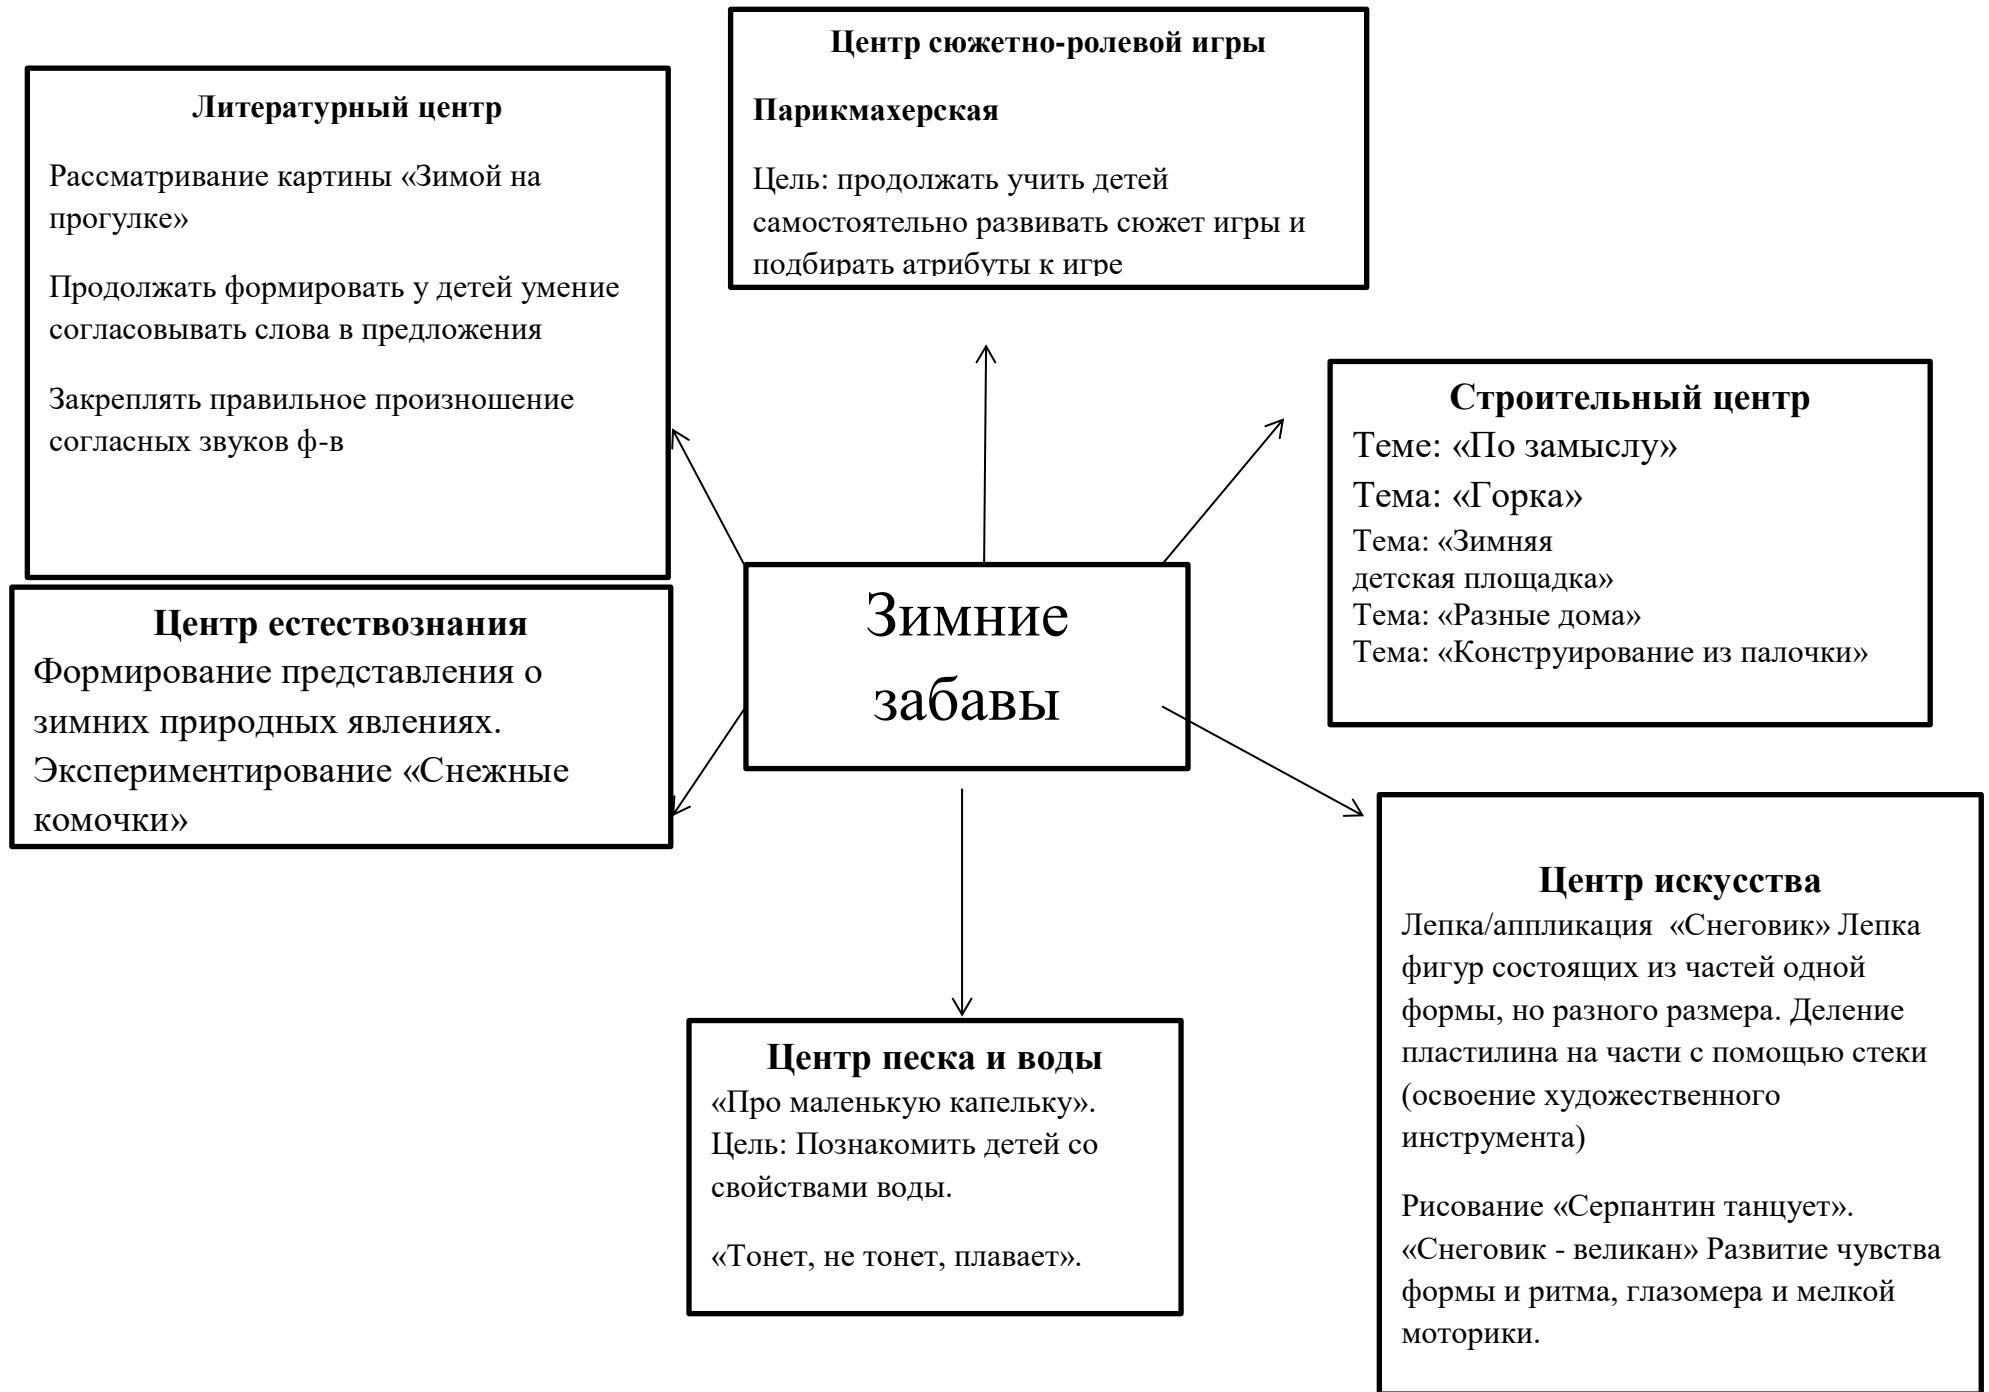 Центр сюжетно-ролевой игры
Парикмахерская
Цель: продолжать учить детей
самостоятельно развивать сюжет игры и
подбирать атрибуты к игре
Литературный центр
Рассматривание картины «Зимой на
прогулке»
Продолжать формировать у детей умение
согласовывать слова в предложения
Закреплять правильное произношение
согласных звуков ф-в
Строительный центр
Теме: «По замыслу»
Тема: «Горка»
Тема: «Зимняя
детская площадка»
Тема: «Разные дома»
Тема: «Конструирование из палочки»
Зимние
забавы
Центр естествознания
Формирование представления о
зимних природных явлениях.
Экспериментирование «Снежные
комочки»
Центр искусства
Лепка/аппликация «Снеговик» Лепка
фигур состоящих из частей одной
формы, но разного размера. Деление
пластилина на части с помощью стеки
(освоение художественного
инструмента)
Рисование «Серпантин танцует».
«Снеговик - великан» Развитие чувства
формы и ритма, глазомера и мелкой
моторики.
Центр песка и воды
«Про маленькую капельку».
Цель: Познакомить детей со
свойствами воды.
«Тонет, не тонет, плавает».